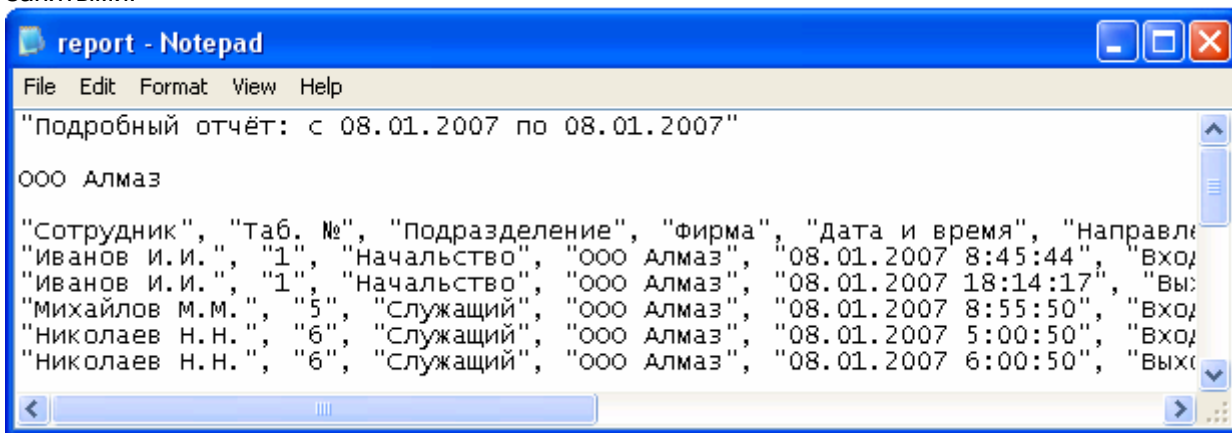 report - Notepad
File Edit Format View Help
"Подробный отчёт: с 08.01.2007 по 08.01.2007"
ООО Алмаз
"Сотрудник", "Таб. №", "Подразделение", "Фирма", "Дата и время", "Направле
"Иванов И.И.", "1", "Начальство", "ООО Алмаз", "08.01.2007 8:45:44", "Вход
"Иванов И.И.", "1", "Начальство", "ООО Алмаз", "08.01.2007 18:14:17", "Вы
"Михайлов М.М.", "5", "Служащий", "ООО Алмаз", "08.01.2007 8:55:50", "Вход
"Николаев Н.Н.", "6", "Служащий", "ООО Алмаз", "08.01.2007 5:00:50", "Вход
"Николаев Н.Н.", "6", "Служащий", "ООО Алмаз", "08.01.2007 6:00:50", "Вых